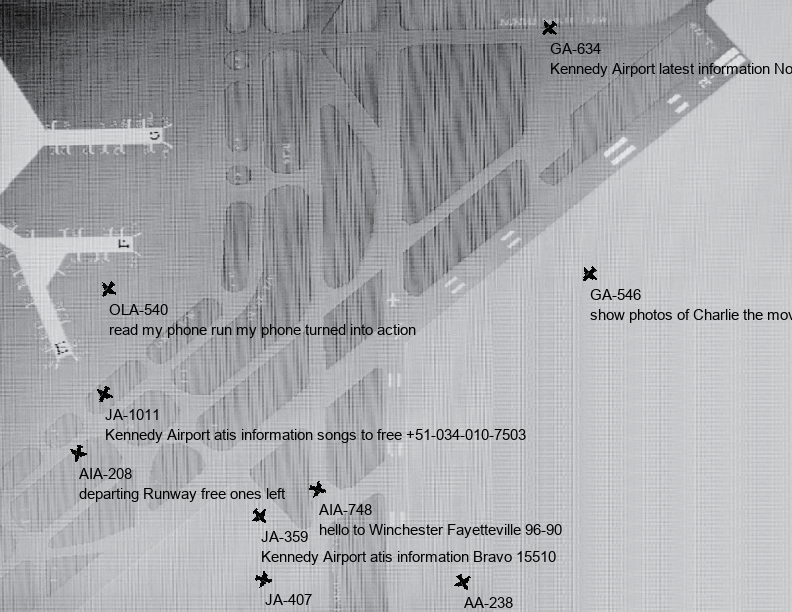 GA-634
Kennedy Airport latest information No
GA-546
show photos of Charlie the mov
OLA-540
read my phone run my phone turned into action
JA-1011
Kennedy Airport atis information songs to free +51-034-010-7503
AIA-208
departing Runway free ones left
AIA-748
hello to Winchester Fayetteville 96-90
JA-359
Kennedy Airport atis information Bravo 15510
JA-407
AA-238